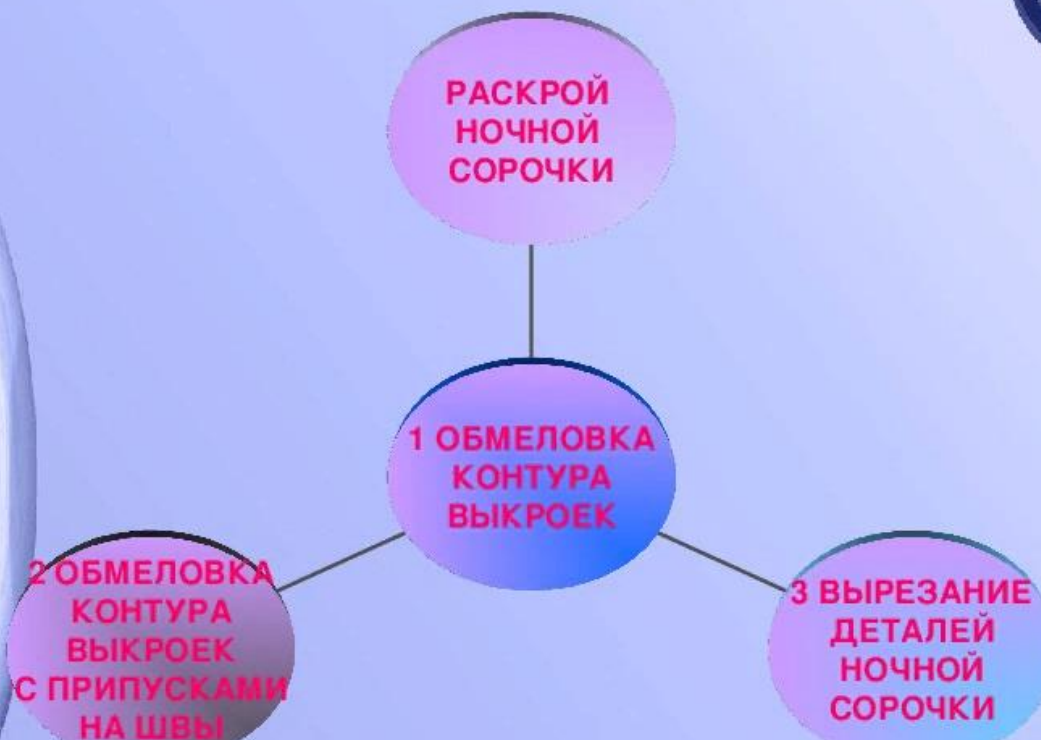 РАСКРОЙ
НОЧНОЙ
СОРОЧКИ
1 ОБМЕЛОВКА
КОНТУРА
ВЫКРОЕК
2 ОБМЕЛОВКА
КОНТУРА
ВЫКРОЕК
С ПРИПУСКАМИ
НА ШВЫ
3 ВЫРЕЗАНИЕ
ДЕТАЛЕЙ
НОЧНОЙ
СОРОЧКИ